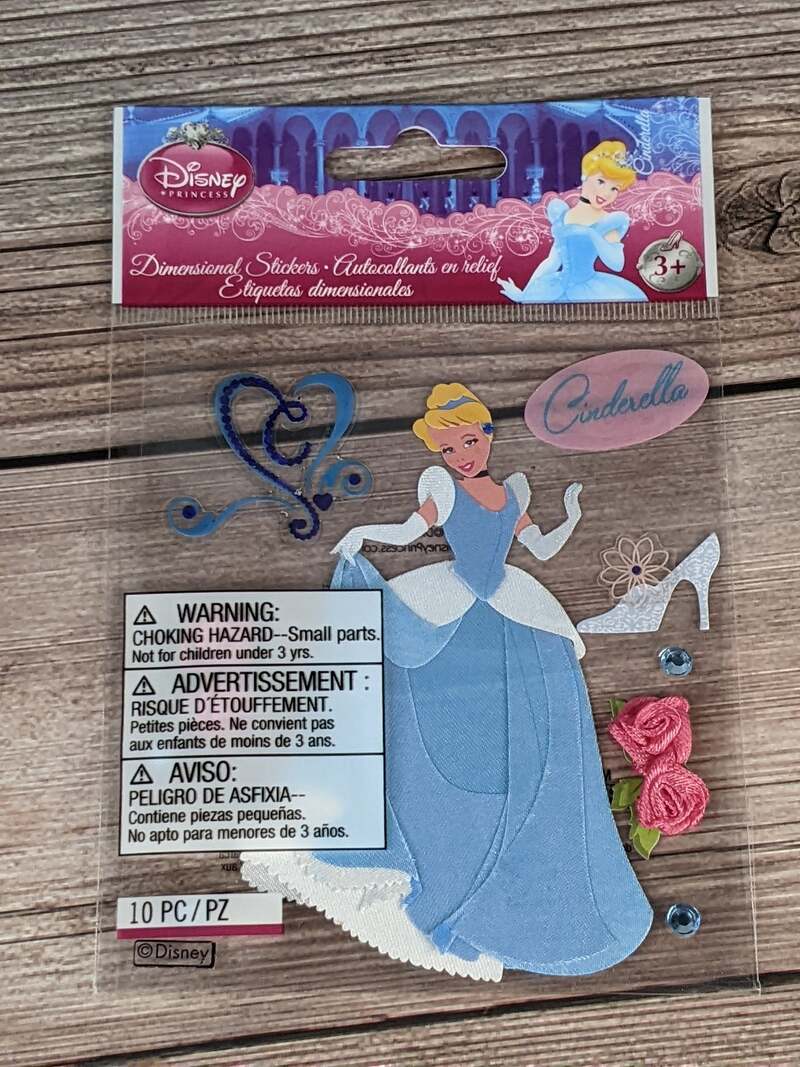 Disney
PRINCESS
Cinderella
Dimensional Stickers • Autocollants en relief
Etiquetas dimensionales
3+
C
Cinderella
⚠ WARNING:
CHOKING HAZARD--Small parts.
Not for children under 3 yrs.
⚠ ADVERTISSEMENT :
RISQUE D'ÉTOUFFEMENT.
Petites pièces. Ne convient pas
aux enfants de moins de 3 ans.
⚠ AVISO:
PELIGRO DE ASFIXIA--
Contiene piezas pequeñas.
No apto para menores de 3 años.
10 PC / PZ
©Disney